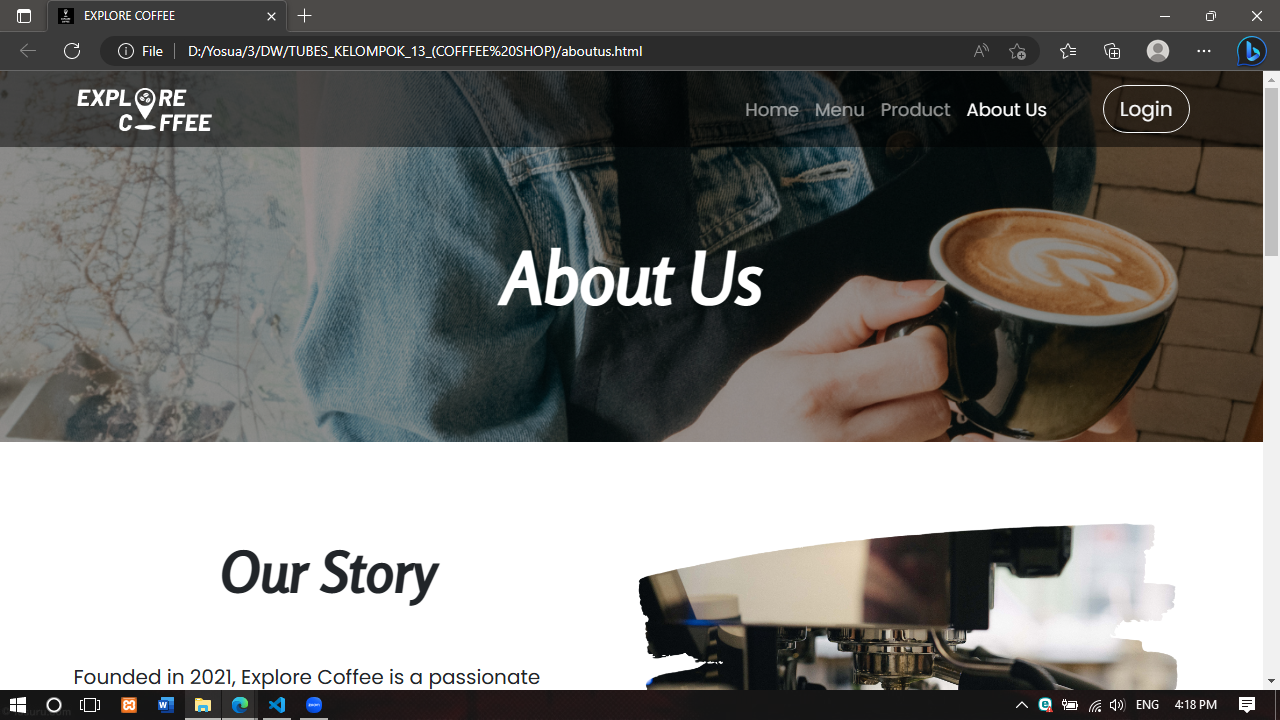 EXPLORE COFFEE
File
D:/Yosua/3/DW/TUBES_KELOMPOK_13_(COFFFEE%20SHOP)/aboutus.html
EXPLORE
COFFEE
Home Menu Product About Us Login
About Us
Our Story
Founded in 2021, Explore Coffee is a passionate
ENG 4:18 PM